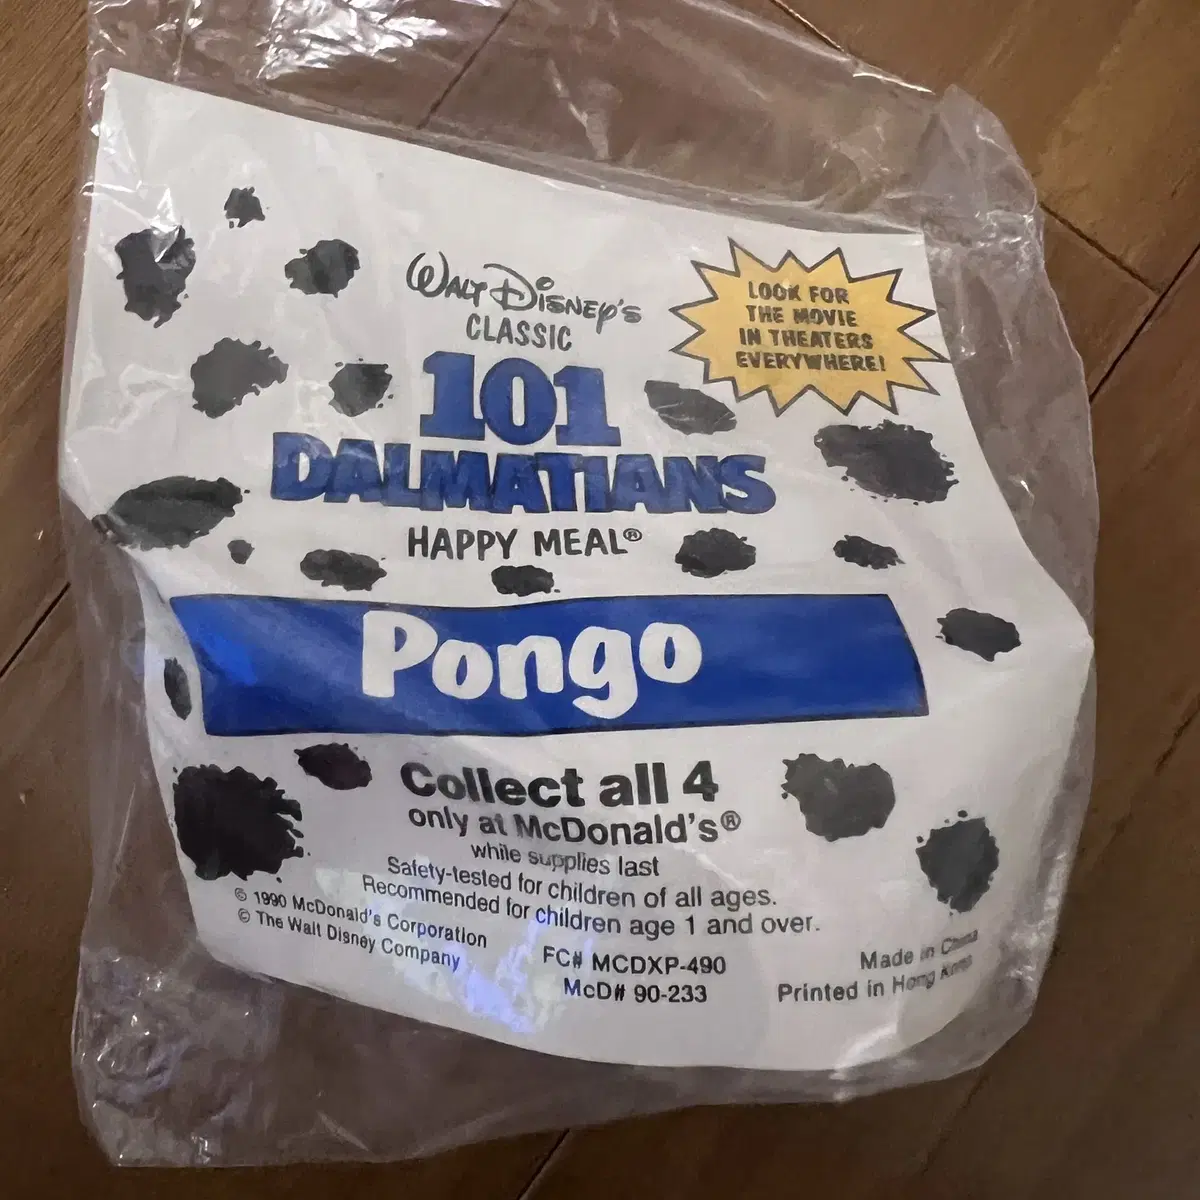 WALT DISNEY'S
CLASSIC
101
DALMATIANS
HAPPY MEAL®
LOOK FOR
THE MOVIE
IN THEATERS
EVERYWHERE!
Pongo
Collect all 4
only at McDonald's®
while supplies last
Safety-tested for children of all ages.
Recommended for children age 1 and over.
© 1990 McDonald's Corporation
© The Walt Disney Company
FC# MCDXP-490
McD# 90-233
Made in China
Printed in Hong Kong